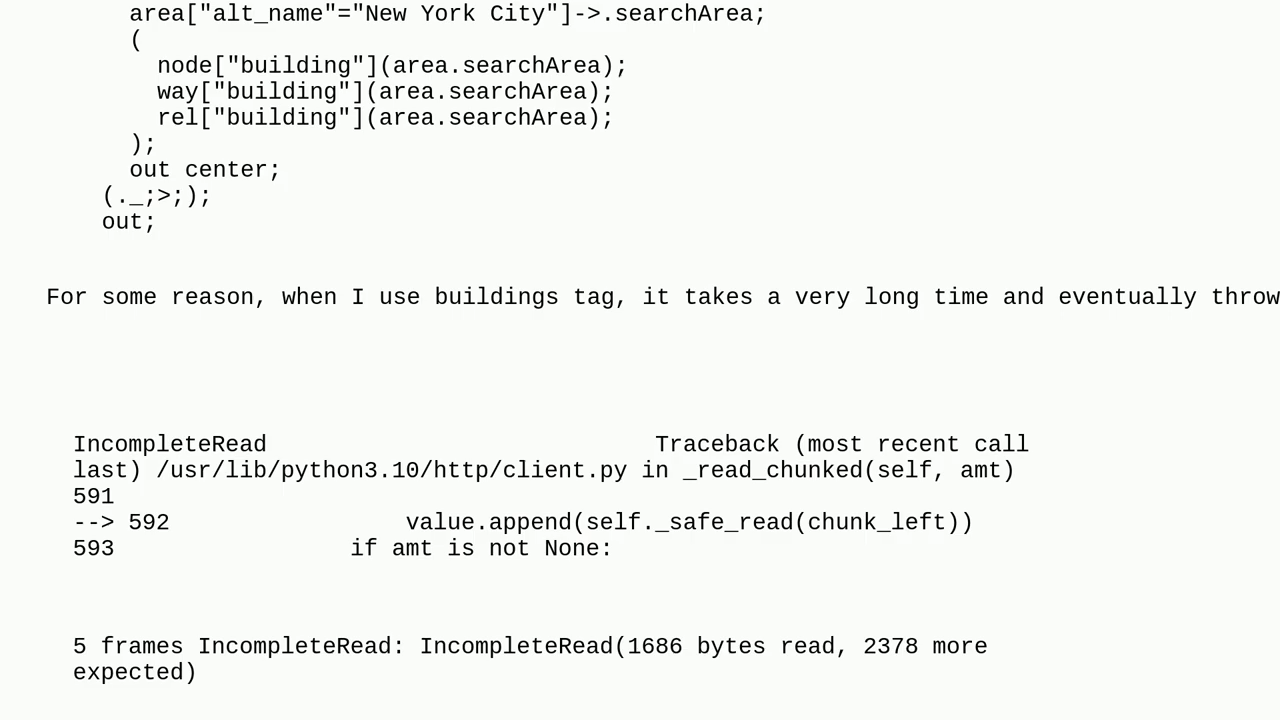 area["alt_name"="New York City"]->.searchArea;
(
node["building"](area.searchArea);
way["building"](area.searchArea);
rel["building"](area.searchArea);
);
out center;
(._;>;);
out;
For some reason, when I use buildings tag, it takes a very long time and eventually throw
IncompleteRead Traceback (most recent call
last) /usr/lib/python3.10/http/client.py in _read_chunked(self, amt)
591
--> 592 value.append(self._safe_read(chunk_left))
593 if amt is not None:
5 frames IncompleteRead: IncompleteRead(1686 bytes read, 2378 more
expected)